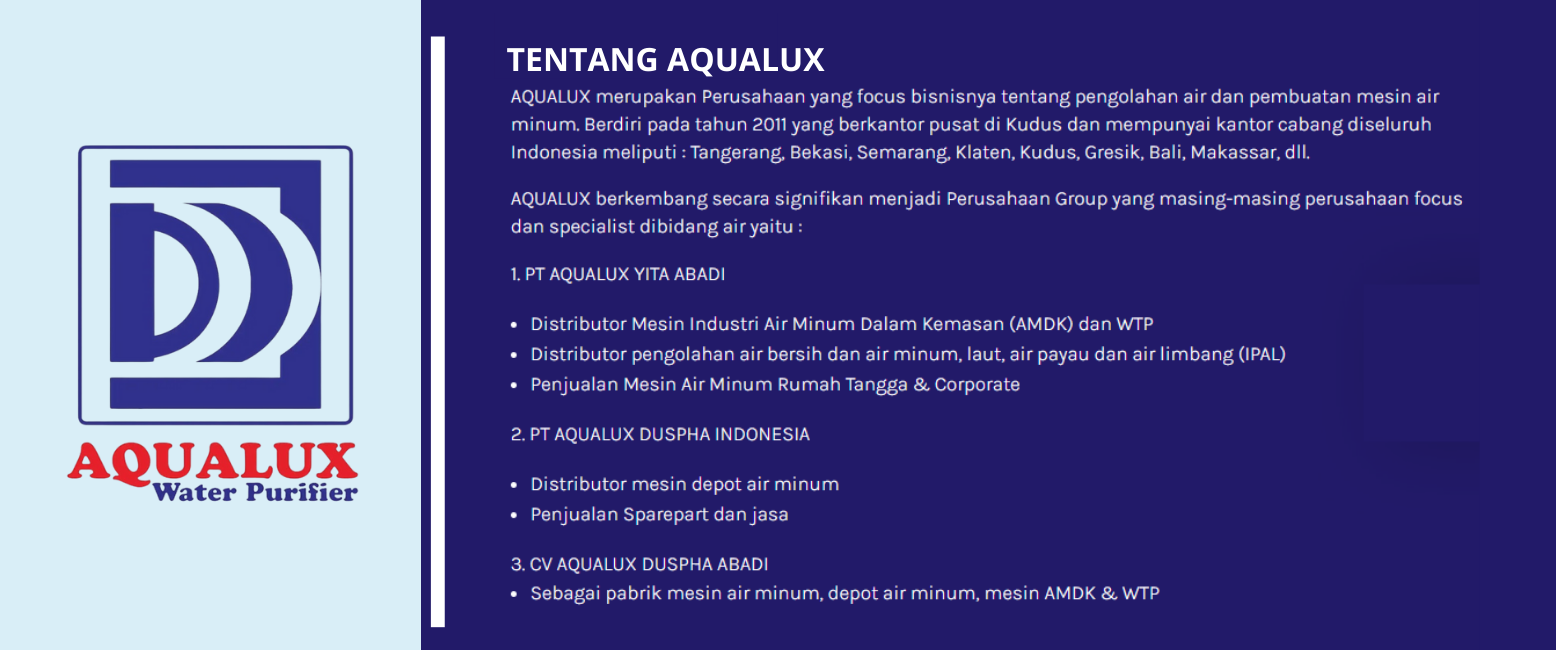 AQUALUX
Water Purifier
TENTANG AQUALUX
AQUALUX merupakan Perusahaan yang focus bisnisnya tentang pengolahan air dan pembuatan mesin air
minum. Berdiri pada tahun 2011 yang berkantor pusat di Kudus dan mempunyai kantor cabang diseluruh
Indonesia meliputi : Tangerang, Bekasi, Semarang, Klaten, Kudus, Gresik, Bali, Makassar, dll.
AQUALUX berkembang secara signifikan menjadi Perusahaan Group yang masing-masing perusahaan focus
dan specialist dibidang air yaitu :
1. PT AQUALUX YITA ABADI
• Distributor Mesin Industri Air Minum Dalam Kemasan (AMDK) dan WTP
• Distributor pengolahan air bersih dan air minum, laut, air payau dan air limbang (IPAL)
• Penjualan Mesin Air Minum Rumah Tangga & Corporate
2. PT AQUALUX DUSPHA INDONESIA
• Distributor mesin depot air minum
• Penjualan Sparepart dan jasa
3. CV AQUALUX DUSPHA ABADI
• Sebagai pabrik mesin air minum, depot air minum, mesin AMDK & WTP